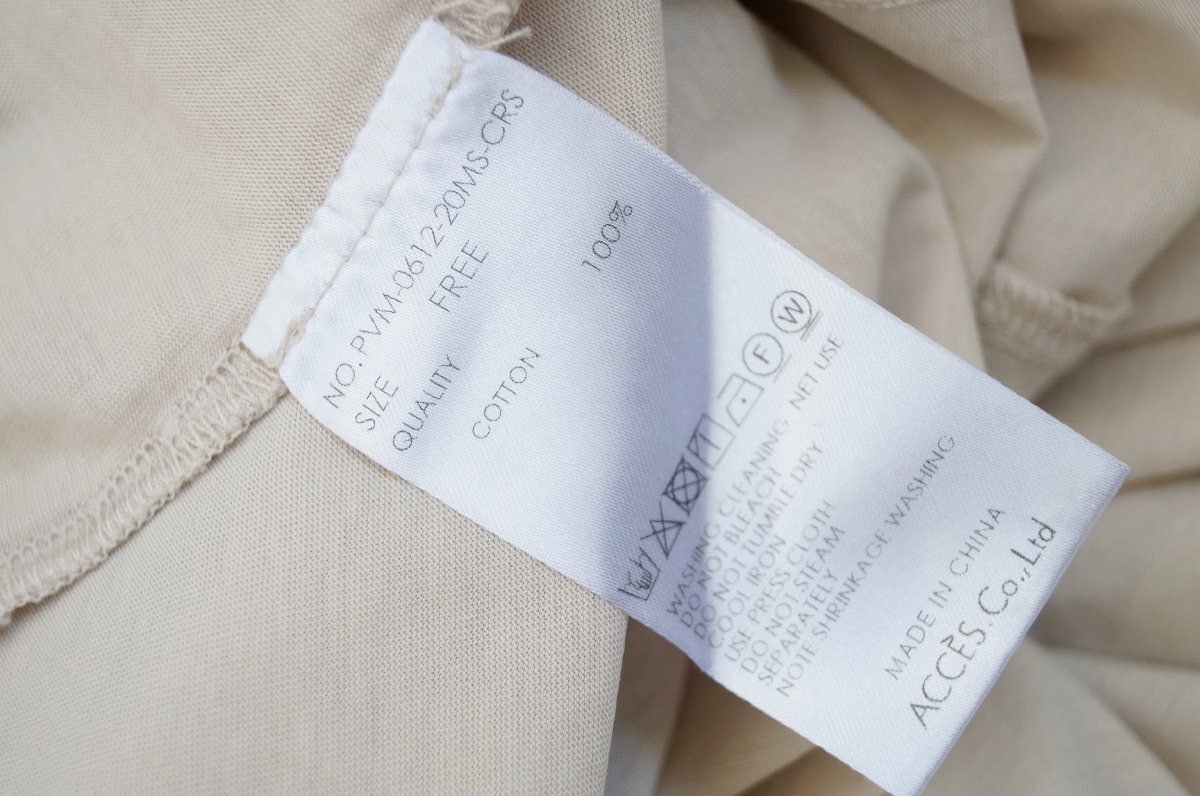 NO.PVM-0612-20MS-CRS
SIZE FREE
QUALITY
COTTON 100%
F W
WASHING CLEANING NET USE
DO NOT BLEACH
DO NOT TUMBLE DRY
COOL IRON
USE PRESS CLOTH
DO NOT STEAM
SEPARATELY
NOTE SHRINKAGE WASHING
MADE IN CHINA
ACCÈS.Co.,Ltd